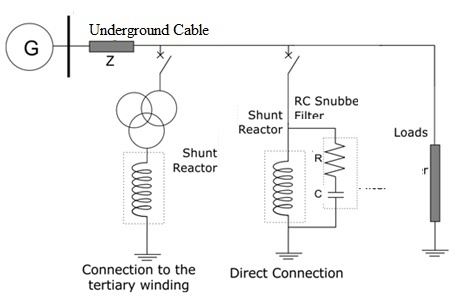 Underground Cable
G
Z
RC Snubbe
Filter
Shunt
Reactor
Loads
Shunt
Reactor
R
C
r
Connection to the
tertiary winding
Direct Connection